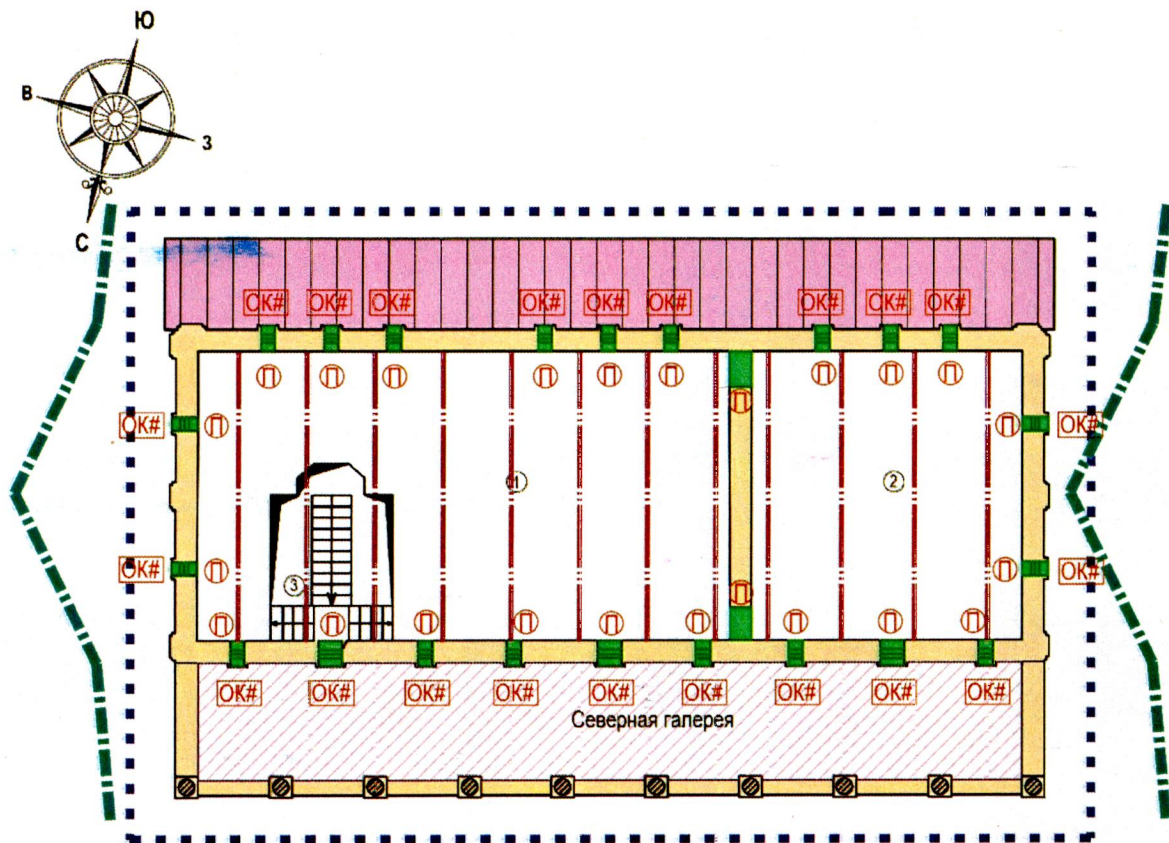 Ю
В
З
С
ОК# ОК# ОК# ОК# ОК# ОК# ОК# ОК# ОК#
П П П П П П П П П
П
ОК# П П ОК#
1 2
ОК# П П ОК#
3
П
П П П П П П П П П
ОК# ОК# ОК# ОК# ОК# ОК# ОК# ОК# ОК#
Северная галерея